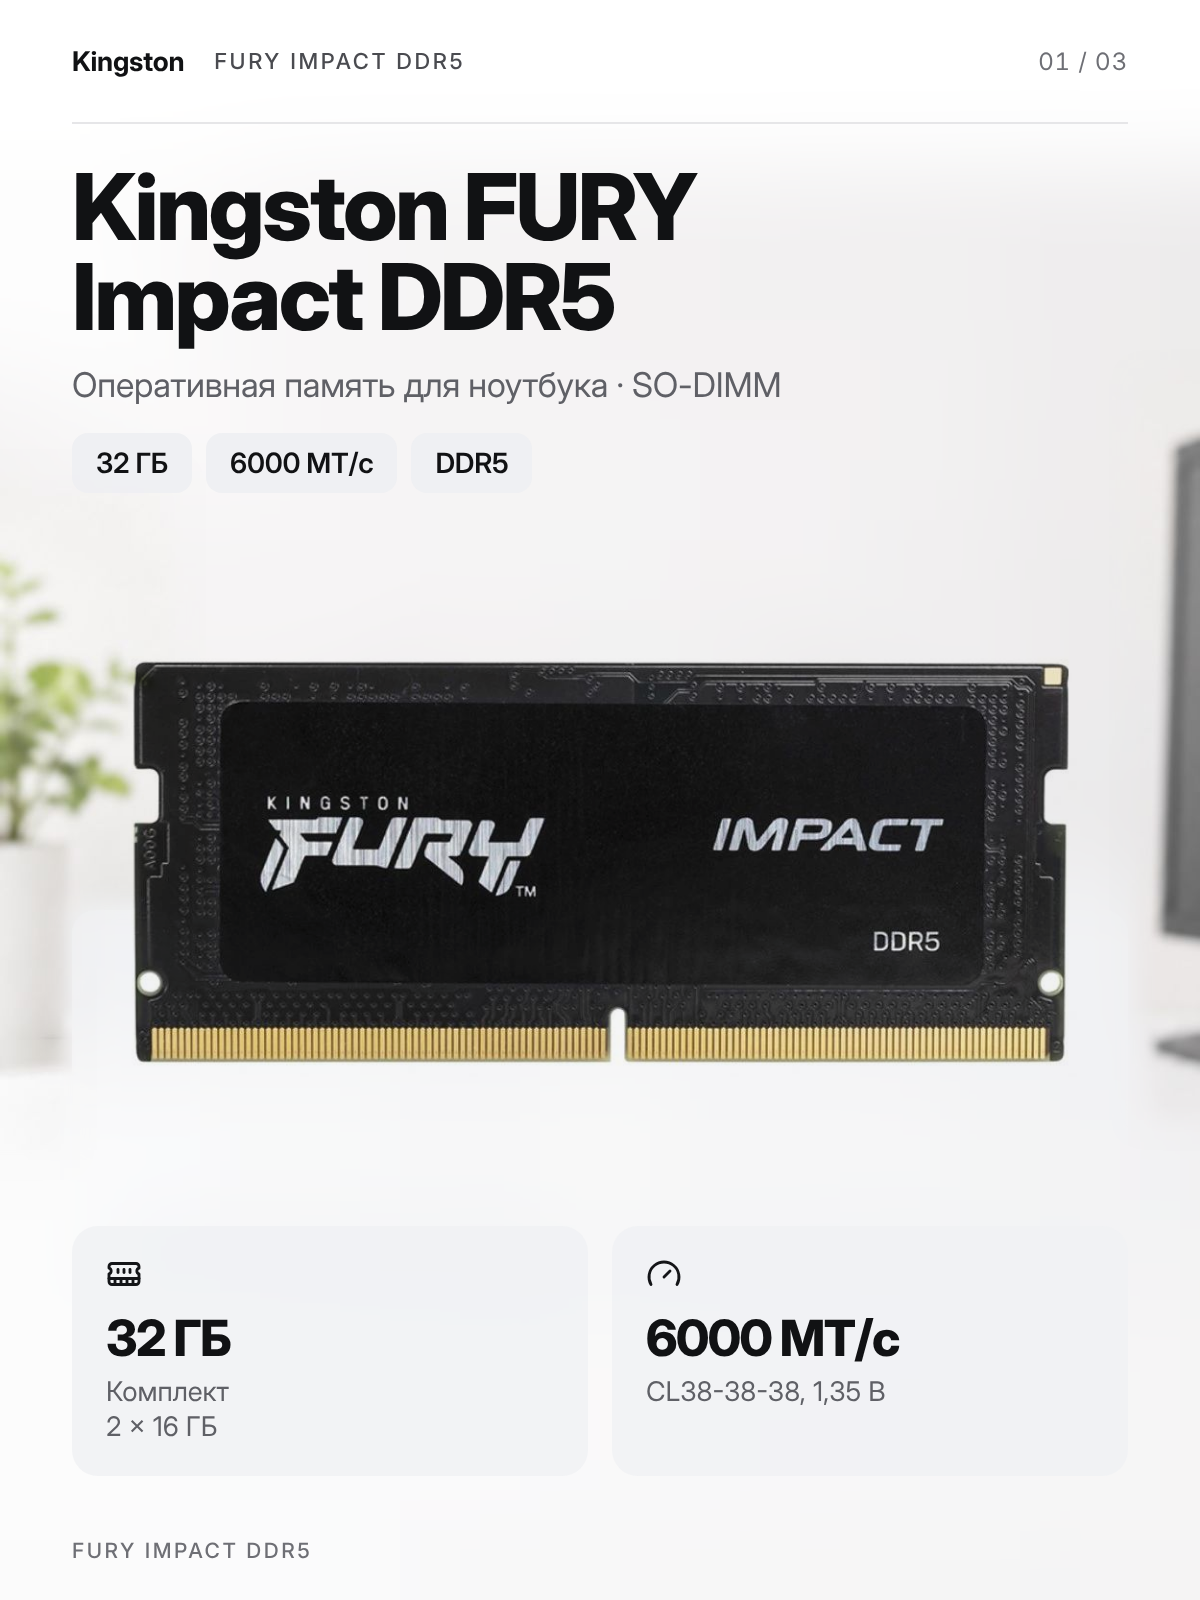 Kingston FURY IMPACT DDR5 01 / 03
Kingston FURY
Impact DDR5
Оперативная память для ноутбука · SO-DIMM
32 ГБ 6000 МТ/с DDR5
KINGSTON
FURY™
IMPACT
DDR5
32 ГБ
Комплект
2 × 16 ГБ
6000 МТ/с
CL38-38-38, 1,35 В
FURY IMPACT DDR5